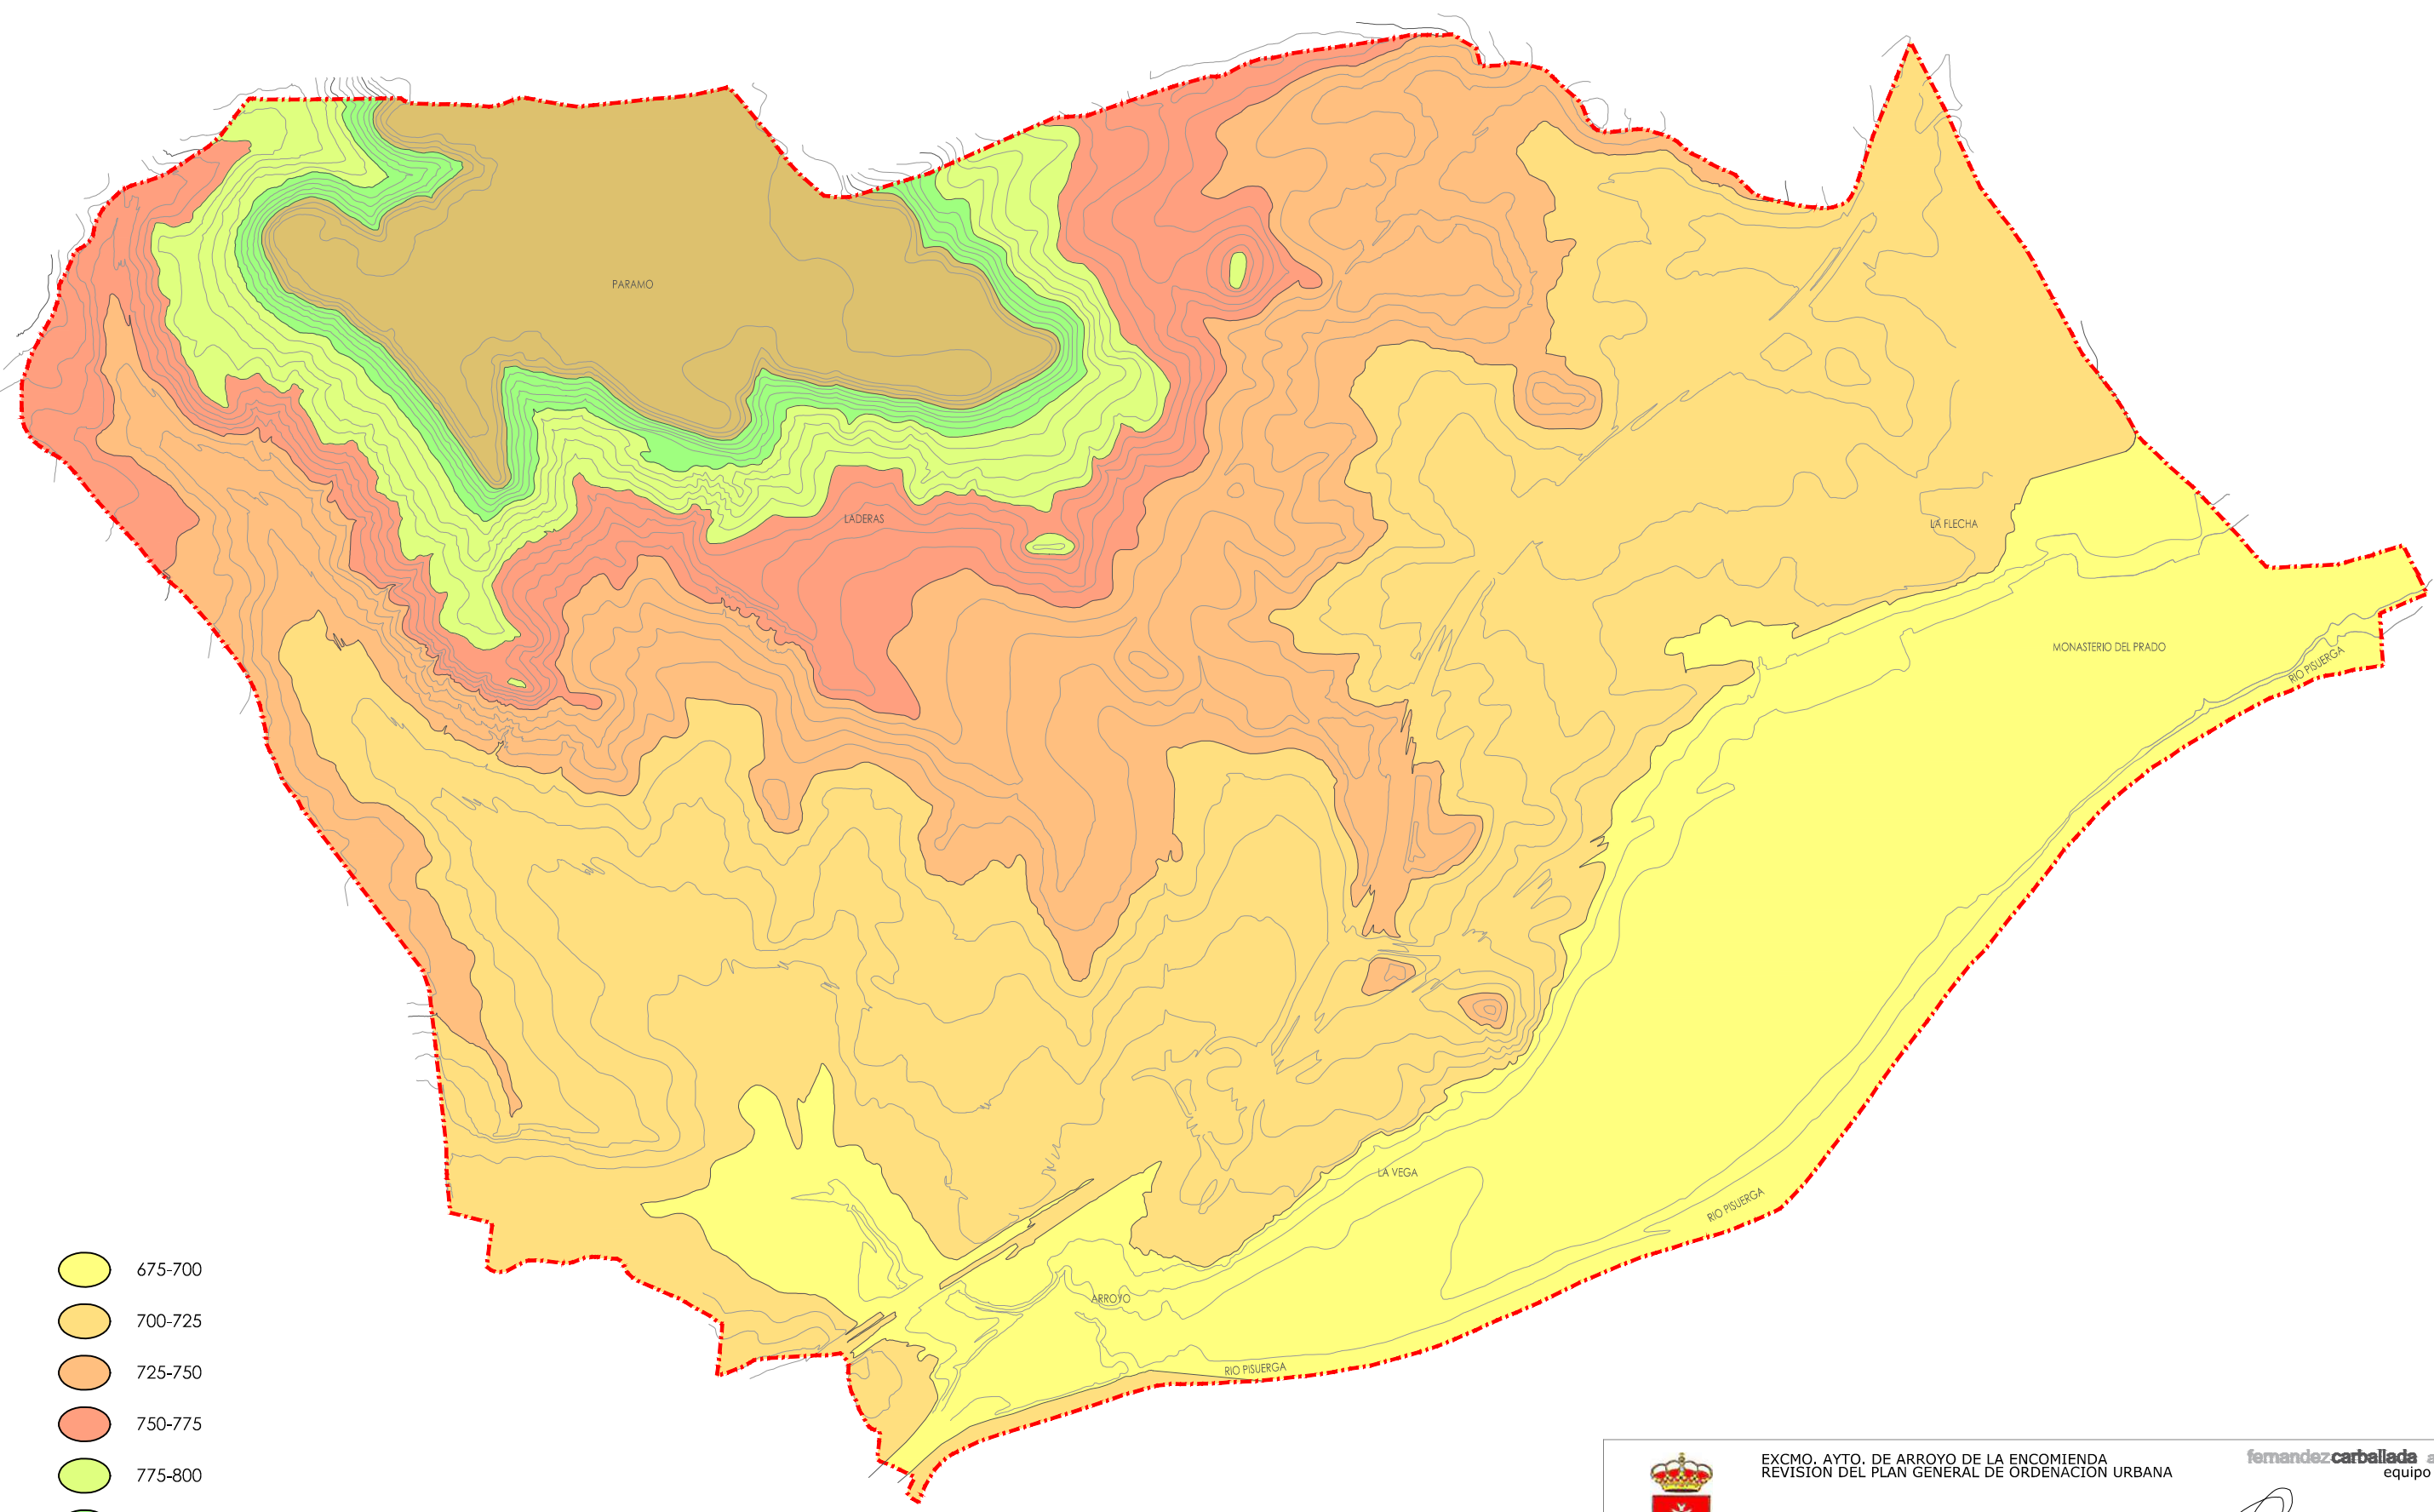 PARAMO
LADERAS
LA FLECHA
MONASTERIO DEL PRADO
RIO PISUERGA
LA VEGA
RIO PISUERGA
ARROYO
RIO PISUERGA
675-700
700-725
725-750
750-775
775-800
EXCMO. AYTO. DE ARROYO DE LA ENCOMIENDA
REVISION DEL PLAN GENERAL DE ORDENACION URBANA
fernandezcarballada a
equipo